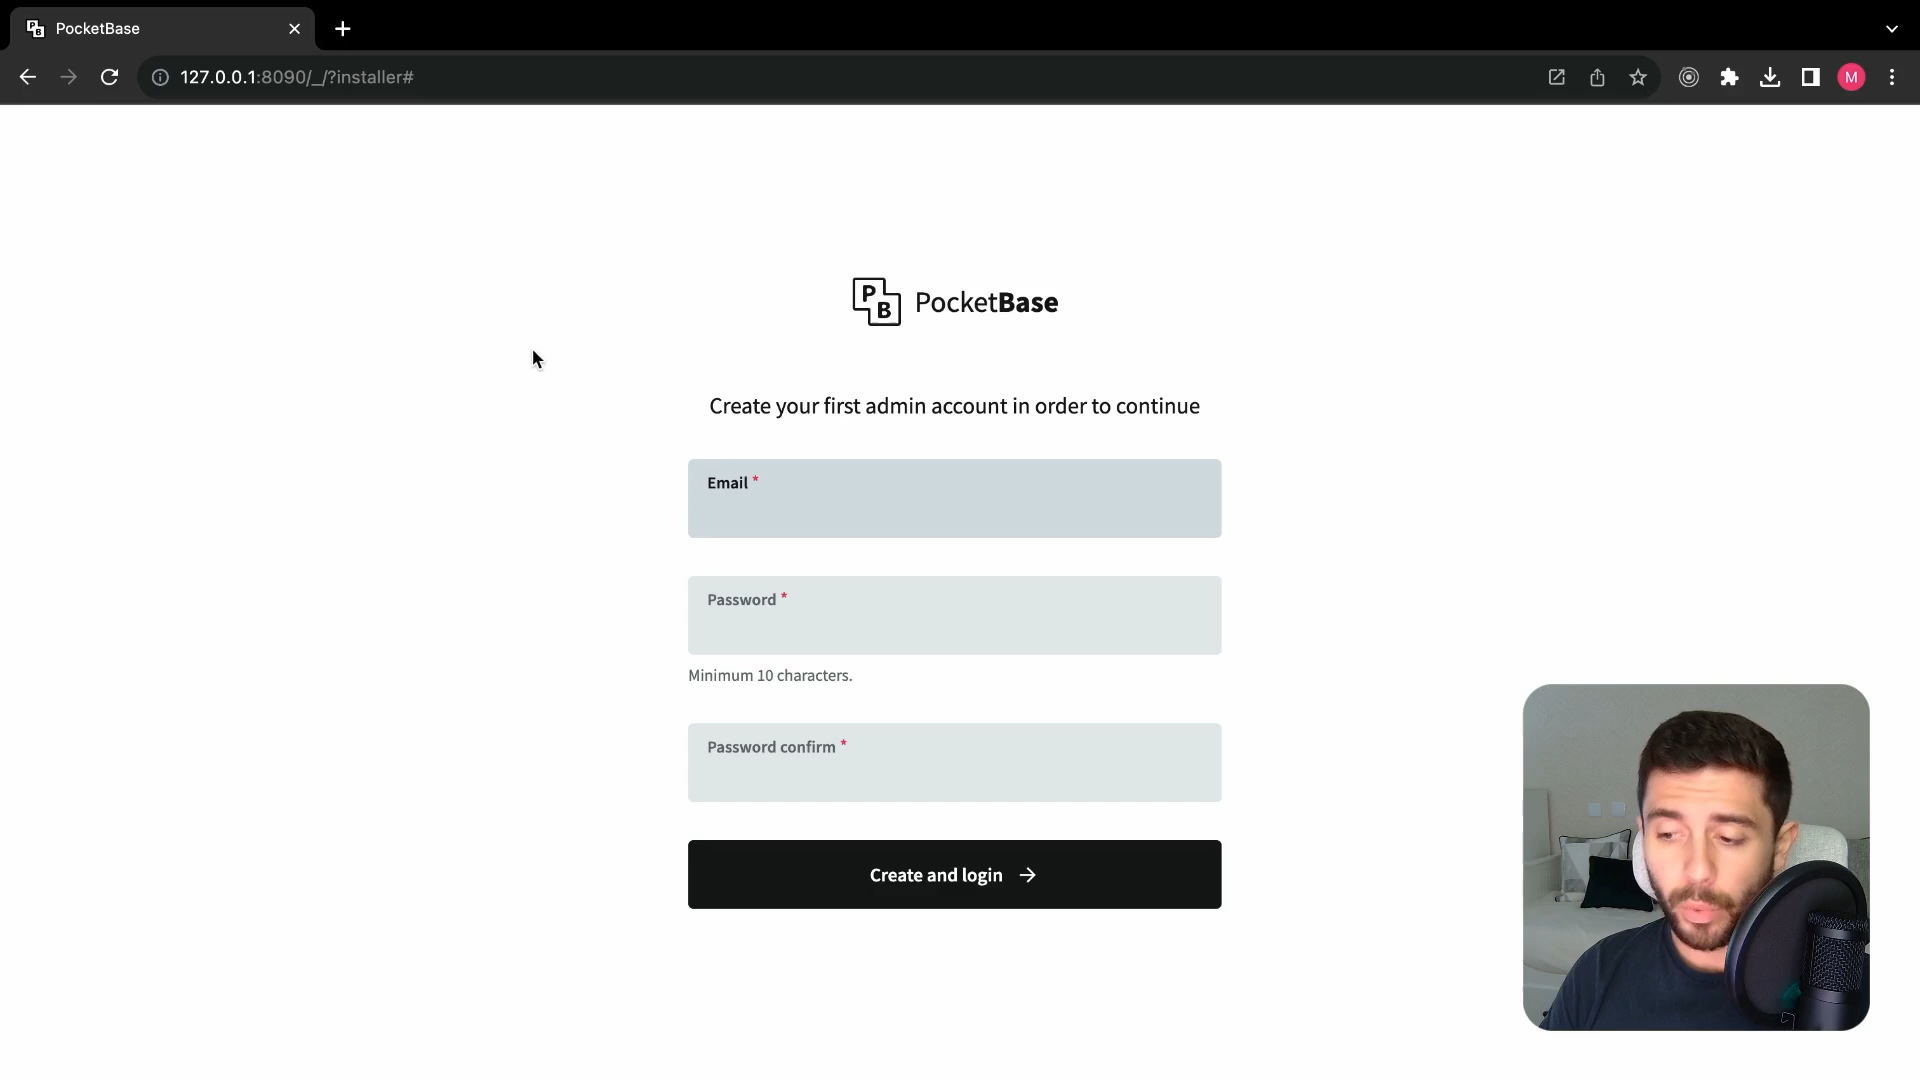 PocketBase
127.0.0.1:8090/_/?installer#
M
P
B
PocketBase
Create your first admin account in order to continue
Email *
Password *
Minimum 10 characters.
Password confirm *
Create and login →